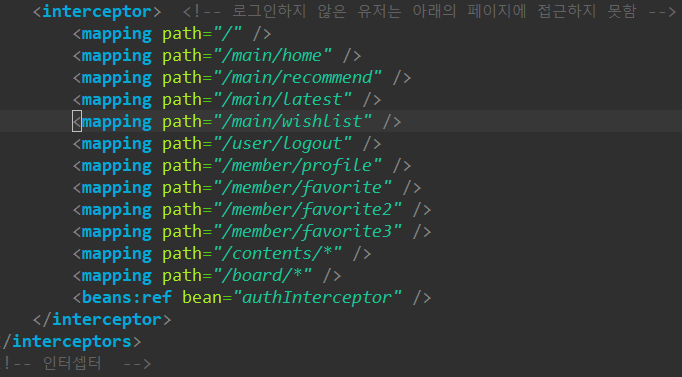 <interceptor> <!-- 로그인하지 않은 유저는 아래의 페이지에 접근하지 못함 -->
<mapping path="/" />
<mapping path="/main/home" />
<mapping path="/main/recommend" />
<mapping path="/main/latest" />
<mapping path="/main/wishlist" />
<mapping path="/user/logout" />
<mapping path="/member/profile" />
<mapping path="/member/favorite" />
<mapping path="/member/favorite2" />
<mapping path="/member/favorite3" />
<mapping path="/contents/*" />
<mapping path="/board/*" />
<beans:ref bean="authInterceptor" />
</interceptor>
/interceptors>
!-- 인터셉터 -->